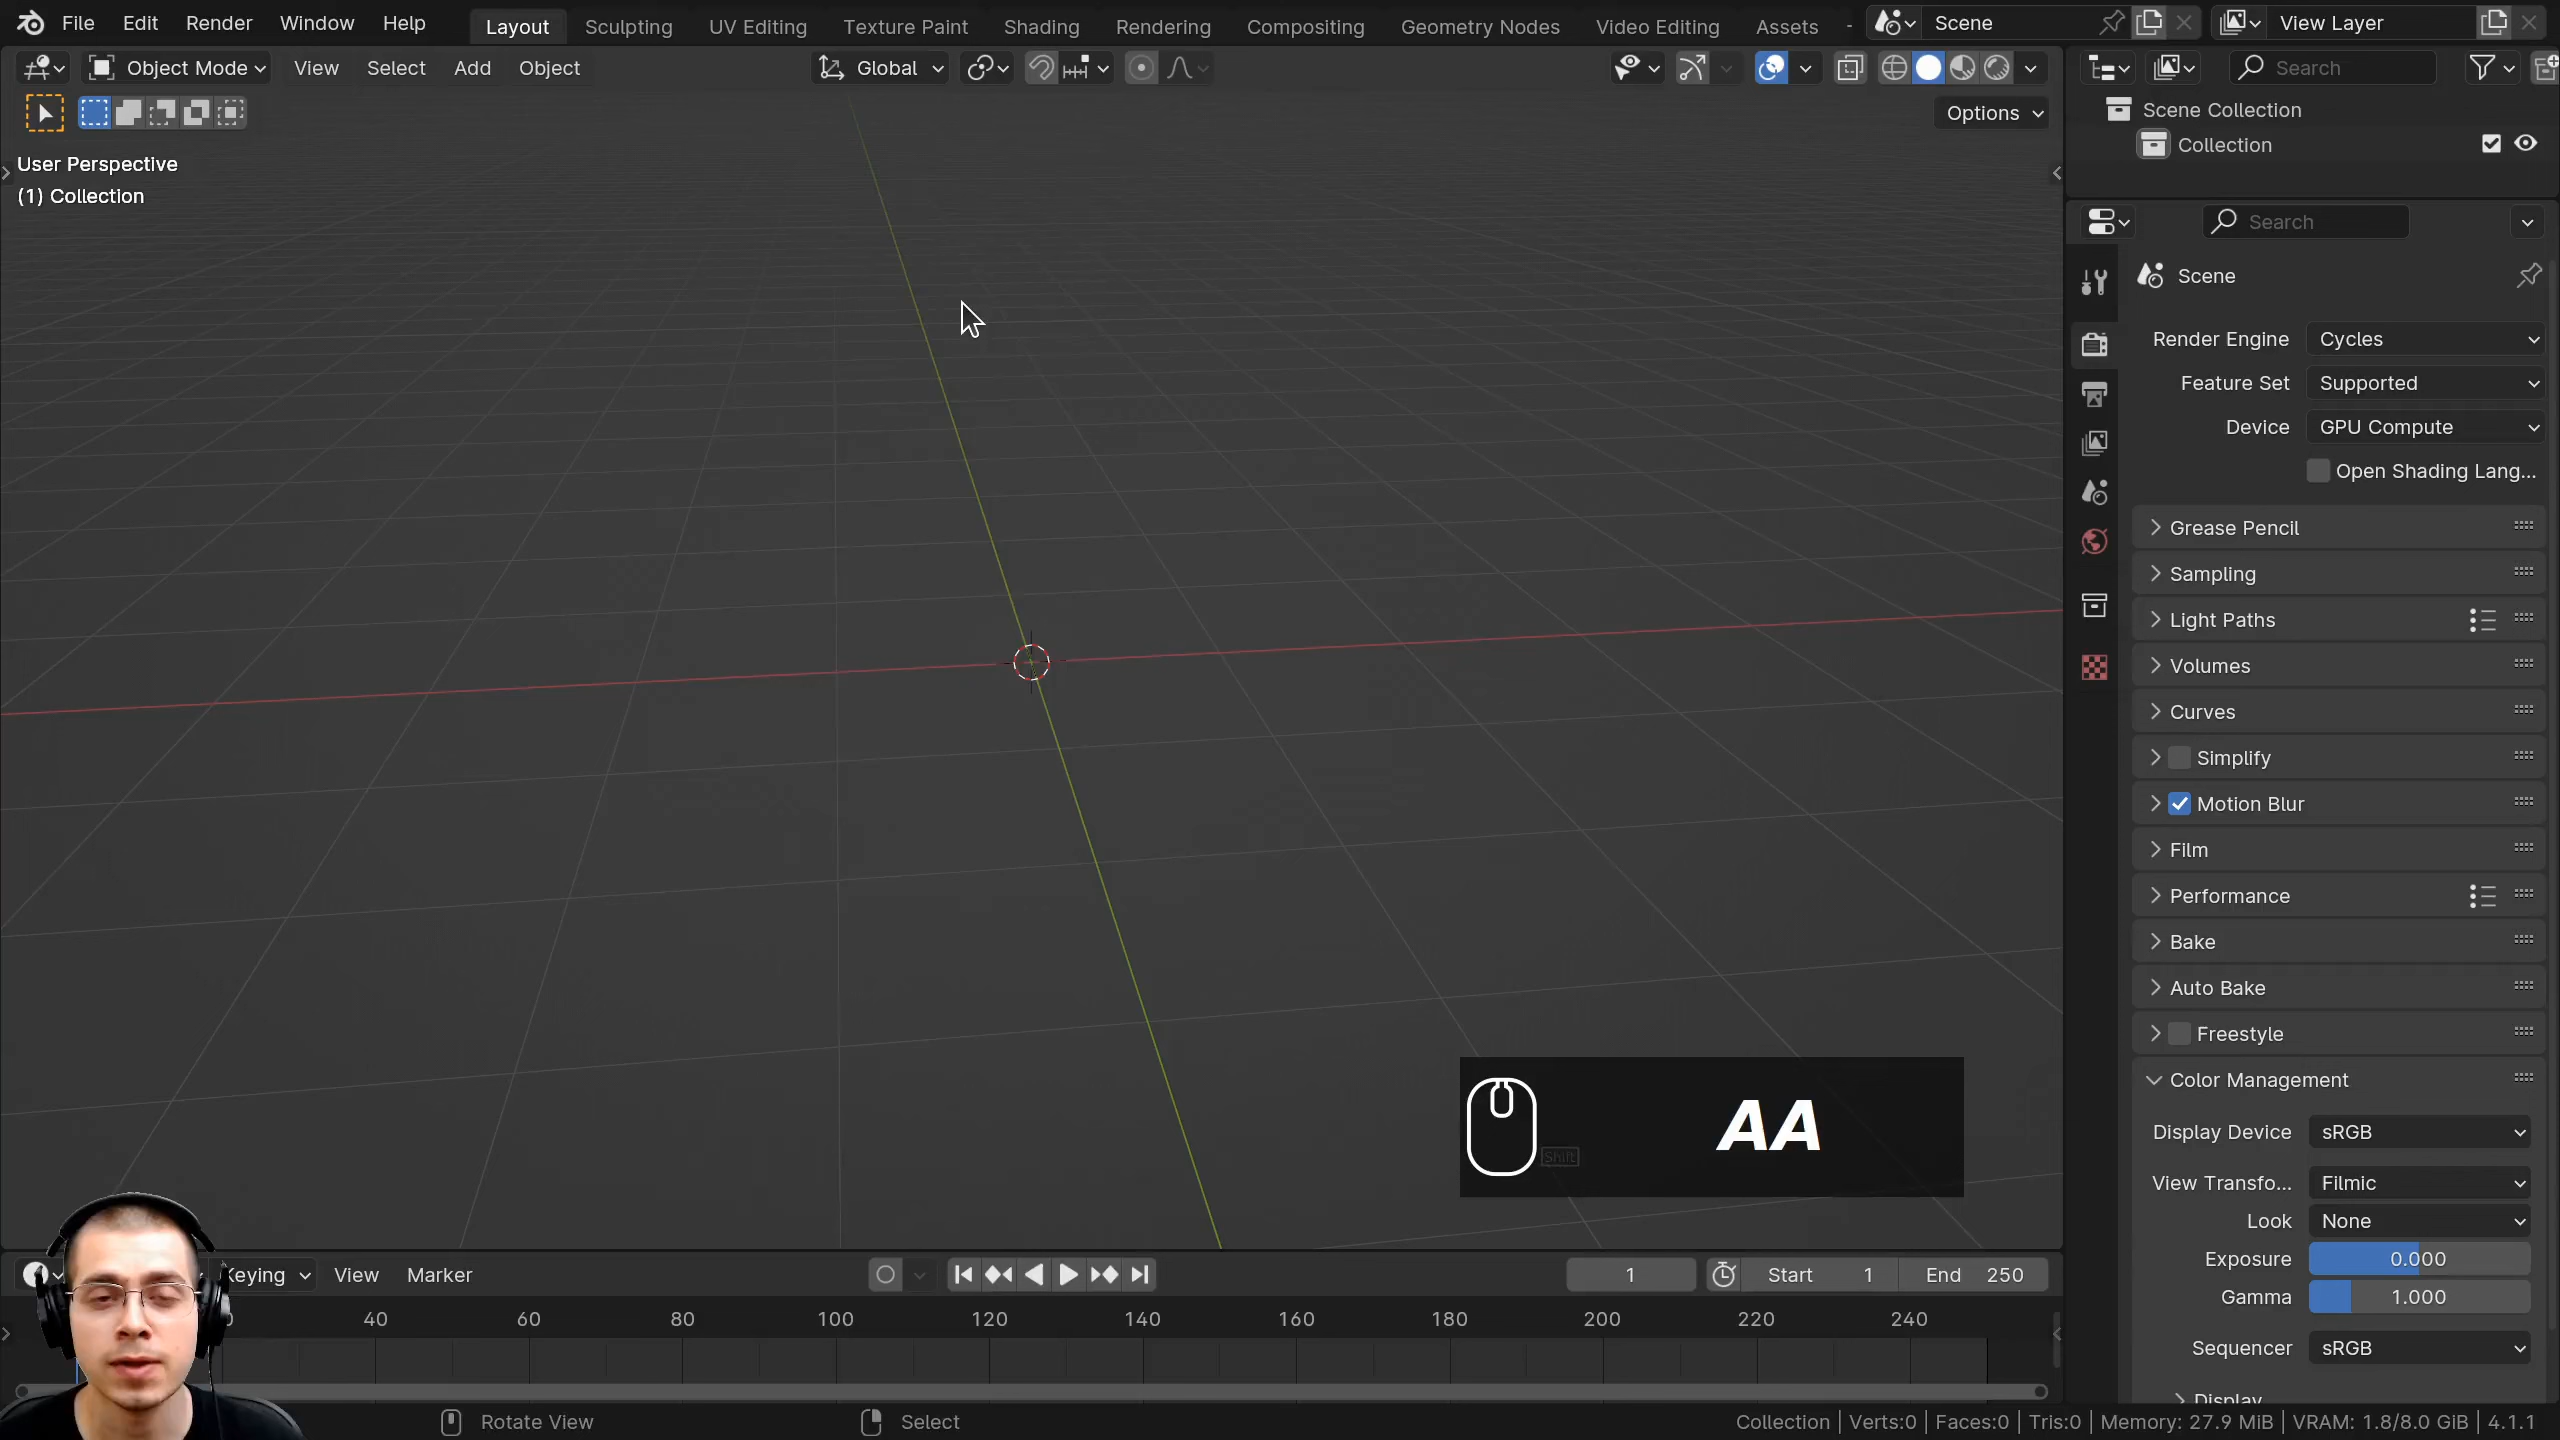 File Edit Render Window Help Layout Sculpting UV Editing Texture Paint Shading Rendering Compositing Geometry Nodes Video Editing Assets Scene View Layer
Object Mode View Select Add Object Global Search
Options
User Perspective
(1) Collection
Scene Collection
Collection
Search
Scene
Render Engine Cycles
Feature Set Supported
Device GPU Compute
Open Shading Lang...
Grease Pencil
Sampling
Light Paths
Volumes
Curves
Simplify
Motion Blur
Film
Performance
Bake
Auto Bake
Freestyle
Color Management
Display Device sRGB
View Transfo... Filmic
Look None
Exposure 0.000
Gamma 1.000
Sequencer sRGB
Display
Shift AA
Keying View Marker 1 Start 1 End 250
40 60 80 100 120 140 160 180 200 220 240
Rotate View Select Collection | Verts:0 | Faces:0 | Tris:0 | Memory: 27.9 MiB | VRAM: 1.8/8.0 GiB | 4.1.1